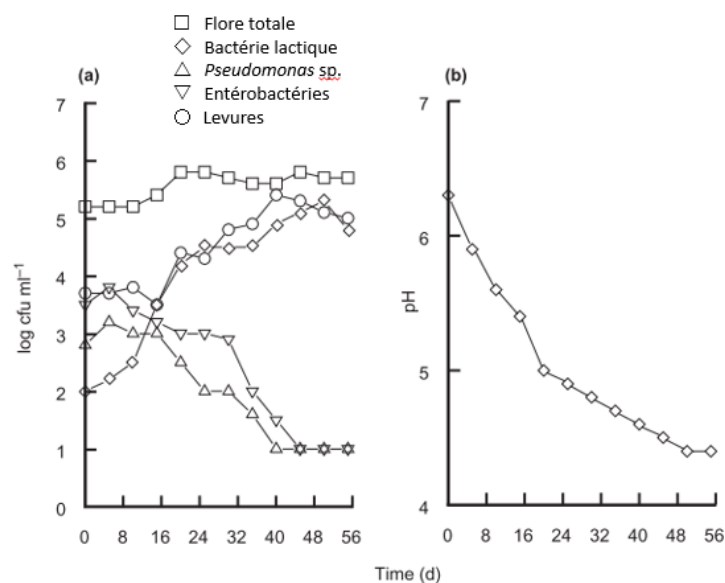 Flore totale
Bactérie lactique
Pseudomonas sp.
Entérobactéries
Levures
(a)
7
6
5
4
3
2
1
0
log cfu ml⁻¹
0 8 16 24 32 40 48 56
(b)
7
6
5
4
pH
0 8 16 24 32 40 48 56
Time (d)